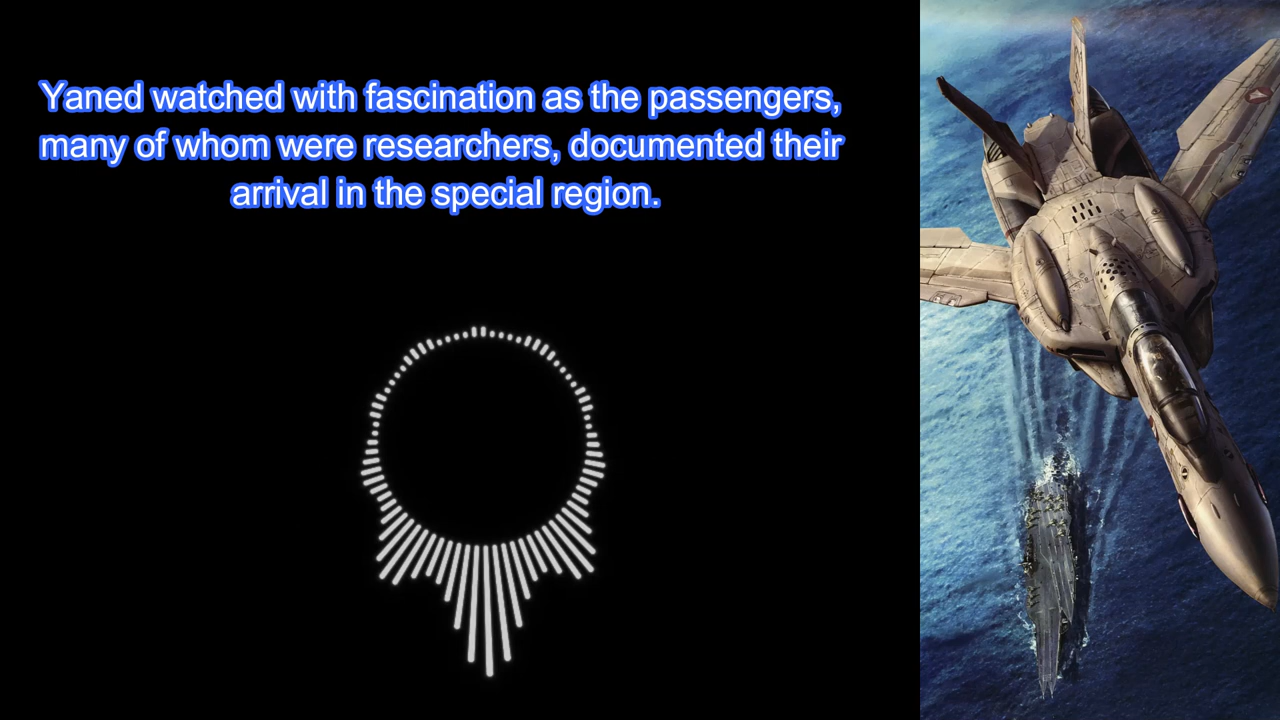 Yaned watched with fascination as the passengers,
many of whom were researchers, documented their
arrival in the special region.